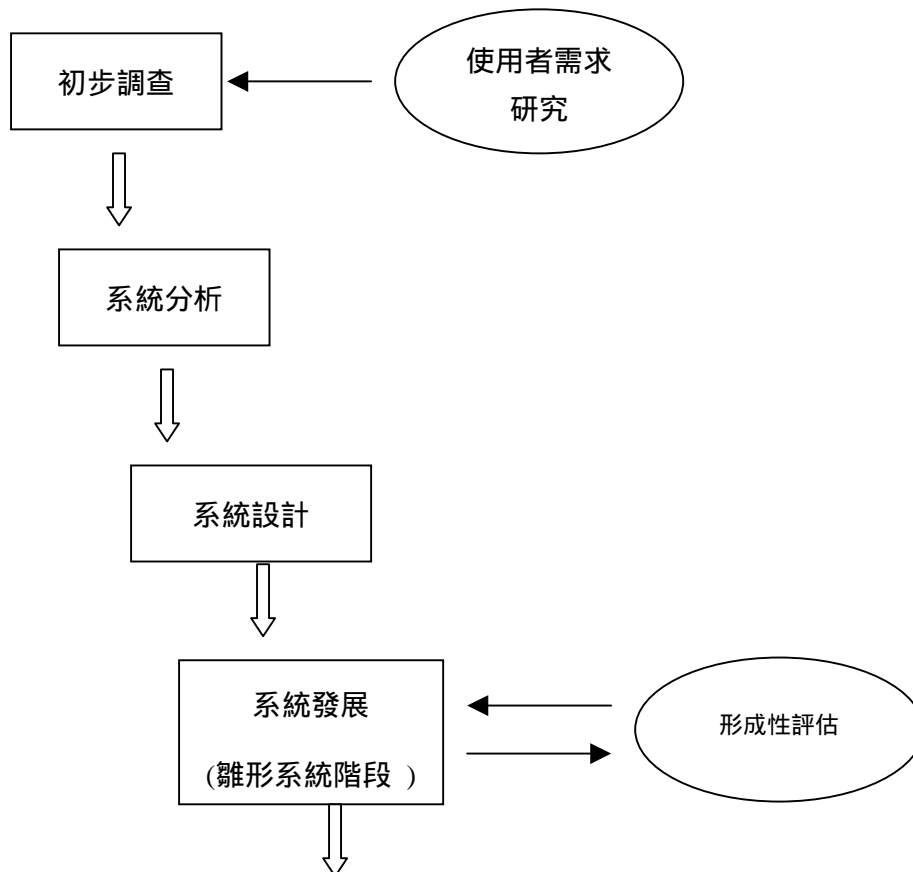 初步調查
使用者需求
研究
系統分析
系統設計
系統發展
(雛形系統階段 )
形成性評估